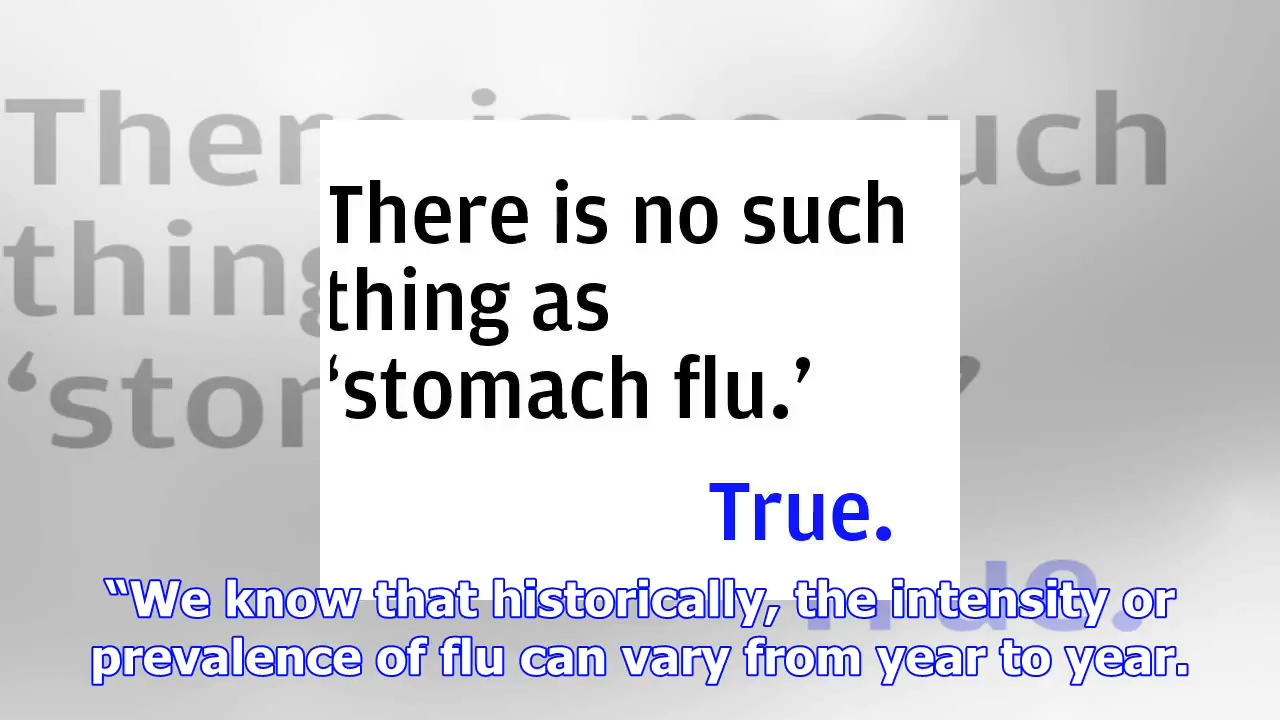 There is no such
thing as
‘stomach flu.’
True.
“We know that historically, the intensity or
prevalence of flu can vary from year to year.